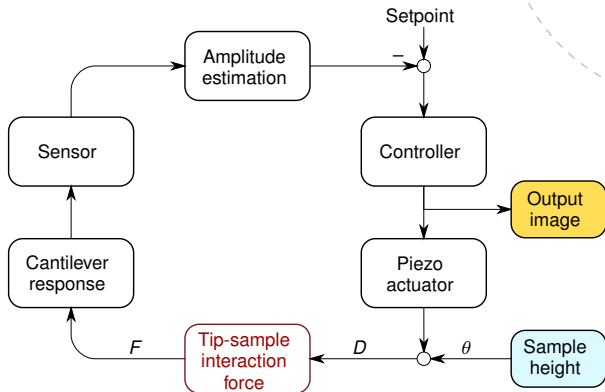 Setpoint
Amplitude
estimation
−
Sensor
Controller
Output
image
Cantilever
response
Piezo
actuator
Tip-sample
interaction
force
F
D
θ
Sample
height